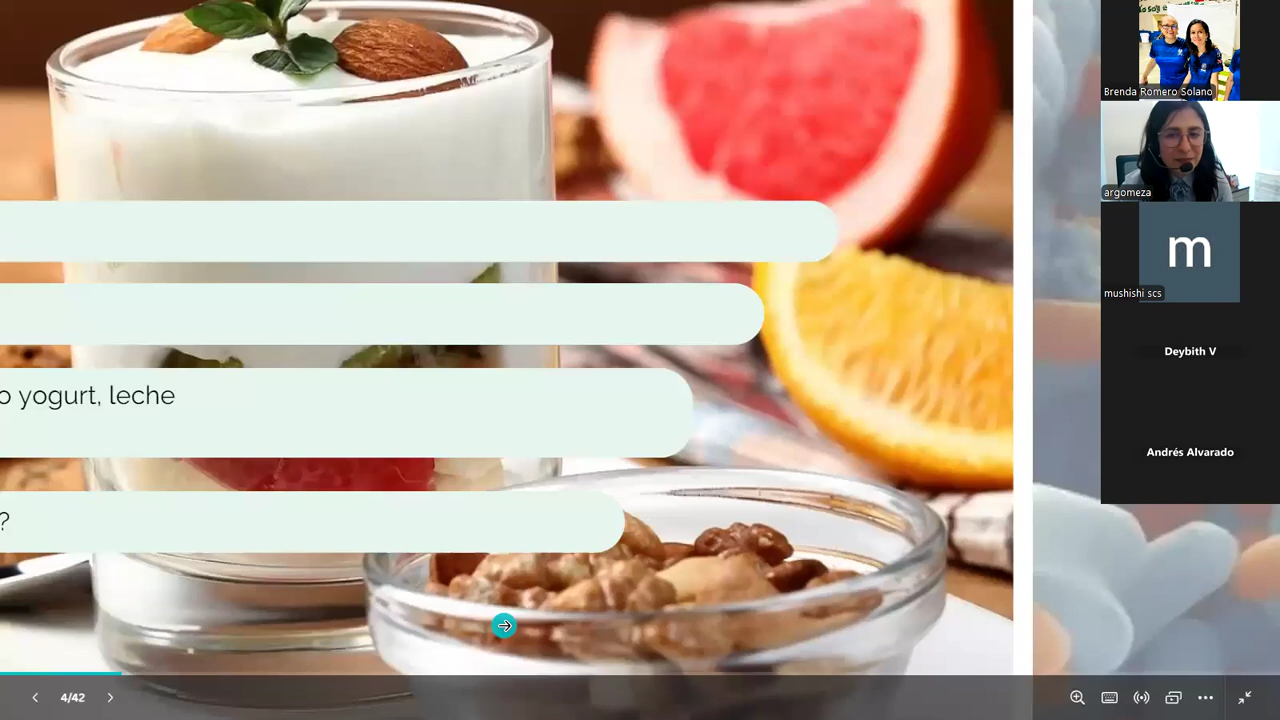 o yogurt, leche
?
4/42
Brenda Romero Solano
argomeza
m
mushishi scs
Deybith V
Andrés Alvarado